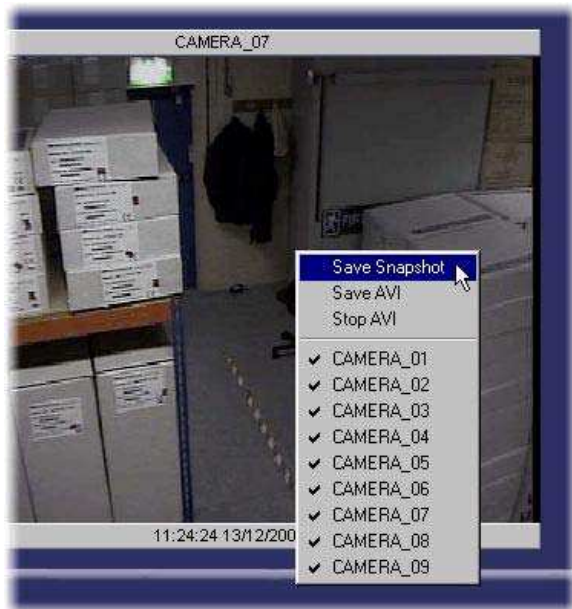 CAMERA_07
Save Snapshot
Save AVI
Stop AVI
CAMERA_01
CAMERA_02
CAMERA_03
CAMERA_04
CAMERA_05
CAMERA_06
CAMERA_07
CAMERA_08
CAMERA_09
11:24:24 13/12/200